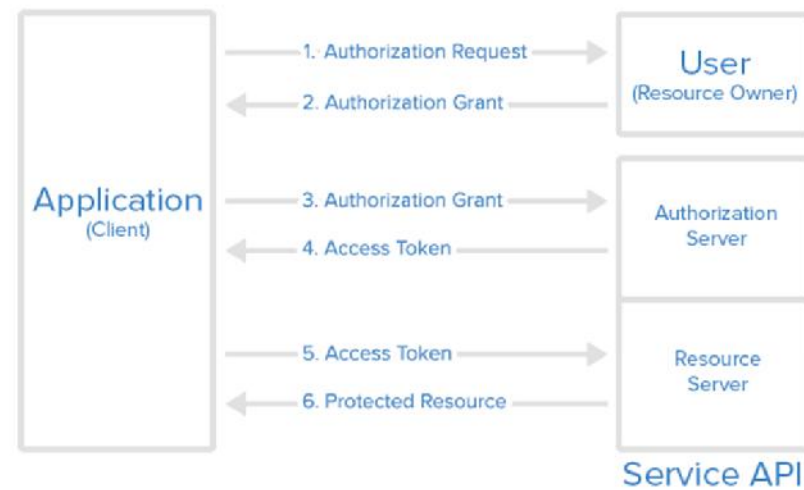 1. Authorization Request
User
(Resource Owner)
2. Authorization Grant
Application
(Client)
3. Authorization Grant
Authorization
Server
4. Access Token
5. Access Token
Resource
Server
6. Protected Resource
Service API